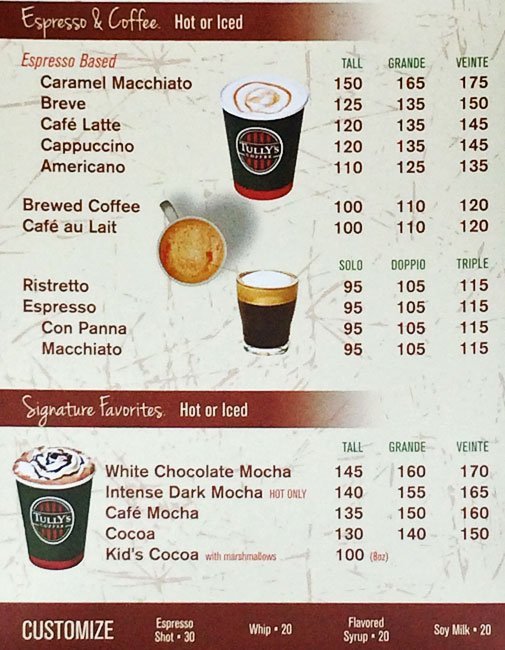 Espresso & Coffee. Hot or Iced
Espresso Based TALL GRANDE VEINTE
Caramel Macchiato 150 165 175
Breve 125 135 150
Café Latte 120 135 145
Cappuccino 120 135 145
Americano 110 125 135
TULLY'S
COFFEE
Brewed Coffee 100 110 120
Café au Lait 100 110 120
SOLO DOPPIO TRIPLE
Ristretto 95 105 115
Espresso 95 105 115
Con Panna 95 105 115
Macchiato 95 105 115
Signature Favorites. Hot or Iced
TALL GRANDE VEINTE
White Chocolate Mocha 145 160 170
Intense Dark Mocha HOT ONLY 140 155 165
Café Mocha 135 150 160
Cocoa 130 140 150
Kid's Cocoa with marshmallows 100 (8oz)
TULLY'S
COFFEE
CUSTOMIZE Espresso Shot • 30 Whip • 20 Flavored Syrup • 20 Soy Milk • 20